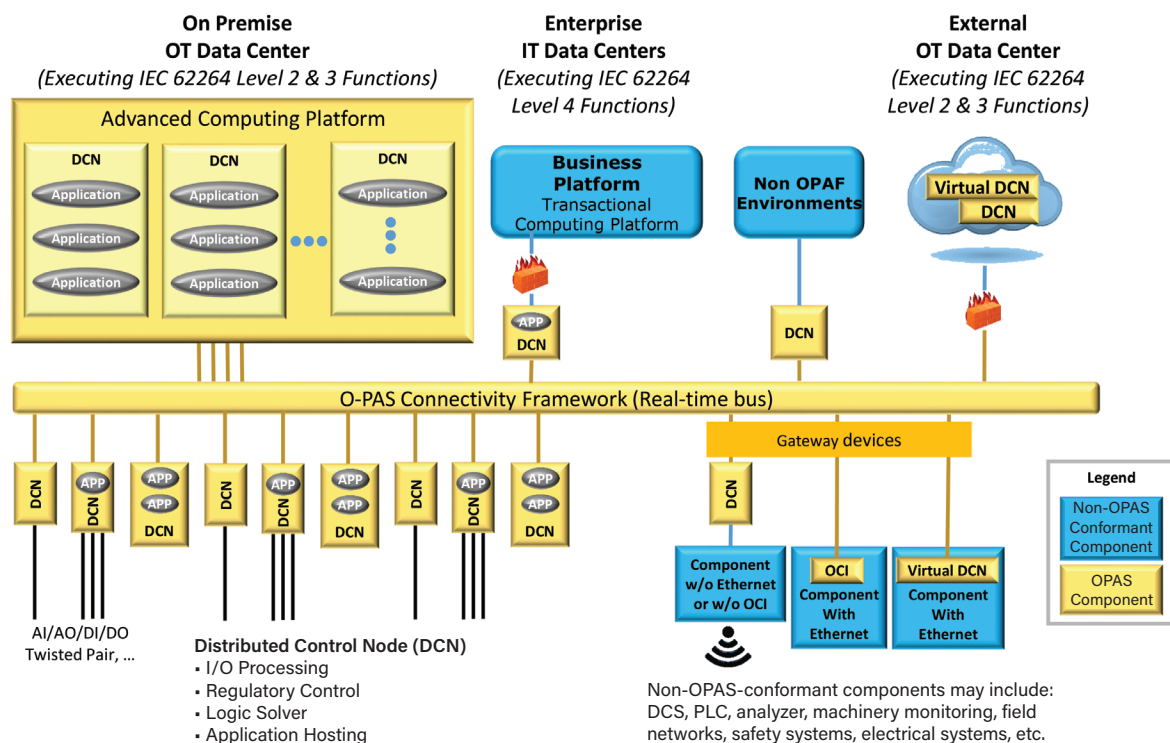 On Premise
OT Data Center
(Executing IEC 62264 Level 2 & 3 Functions)
Enterprise
IT Data Centers
(Executing IEC 62264
Level 4 Functions)
External
OT Data Center
(Executing IEC 62264
Level 2 & 3 Functions)
Advanced Computing Platform
DCN
Application
Application
Application
DCN
Application
Application
Application
DCN
Application
Application
Business
Platform
Transactional
Computing Platform
Non OPAF
Environments
Virtual DCN
DCN
APP
DCN
DCN
O-PAS Connectivity Framework (Real-time bus)
Gateway devices
DCN
APP
DCN
APP
APP
DCN
DCN
APP
DCN
APP
APP
DCN
DCN
APP
DCN
APP
APP
DCN
DCN
Component
w/o Ethernet
or w/o OCI
OCI
Component
With
Ethernet
Virtual DCN
Component
With
Ethernet
Legend
Non-OPAS
Conformant
Component
OPAS
Component
AI/AO/DI/DO
Twisted Pair, ...
Distributed Control Node (DCN)
▪ I/O Processing
▪ Regulatory Control
▪ Logic Solver
▪ Application Hosting
Non-OPAS-conformant components may include:
DCS, PLC, analyzer, machinery monitoring, field
networks, safety systems, electrical systems, etc.